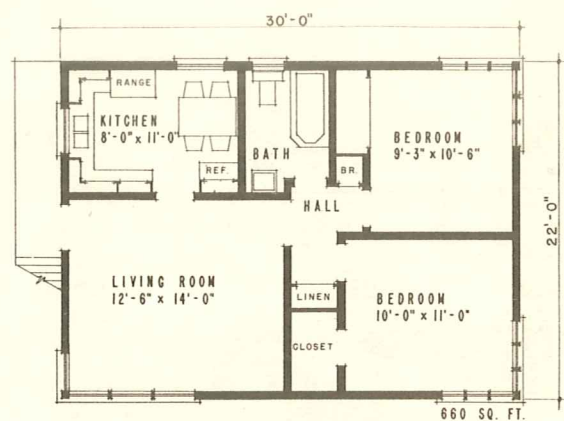 30'-0"
RANGE
KITCHEN
8'-0" x 11'-0"
REF.
BATH
BR.
BEDROOM
9'-3" x 10'-6"
HALL
22'-0"
LIVING ROOM
12'-6" x 14'-0"
LINEN
CLOSET
BEDROOM
10'-0" x 11'-0"
660 SQ. FT.